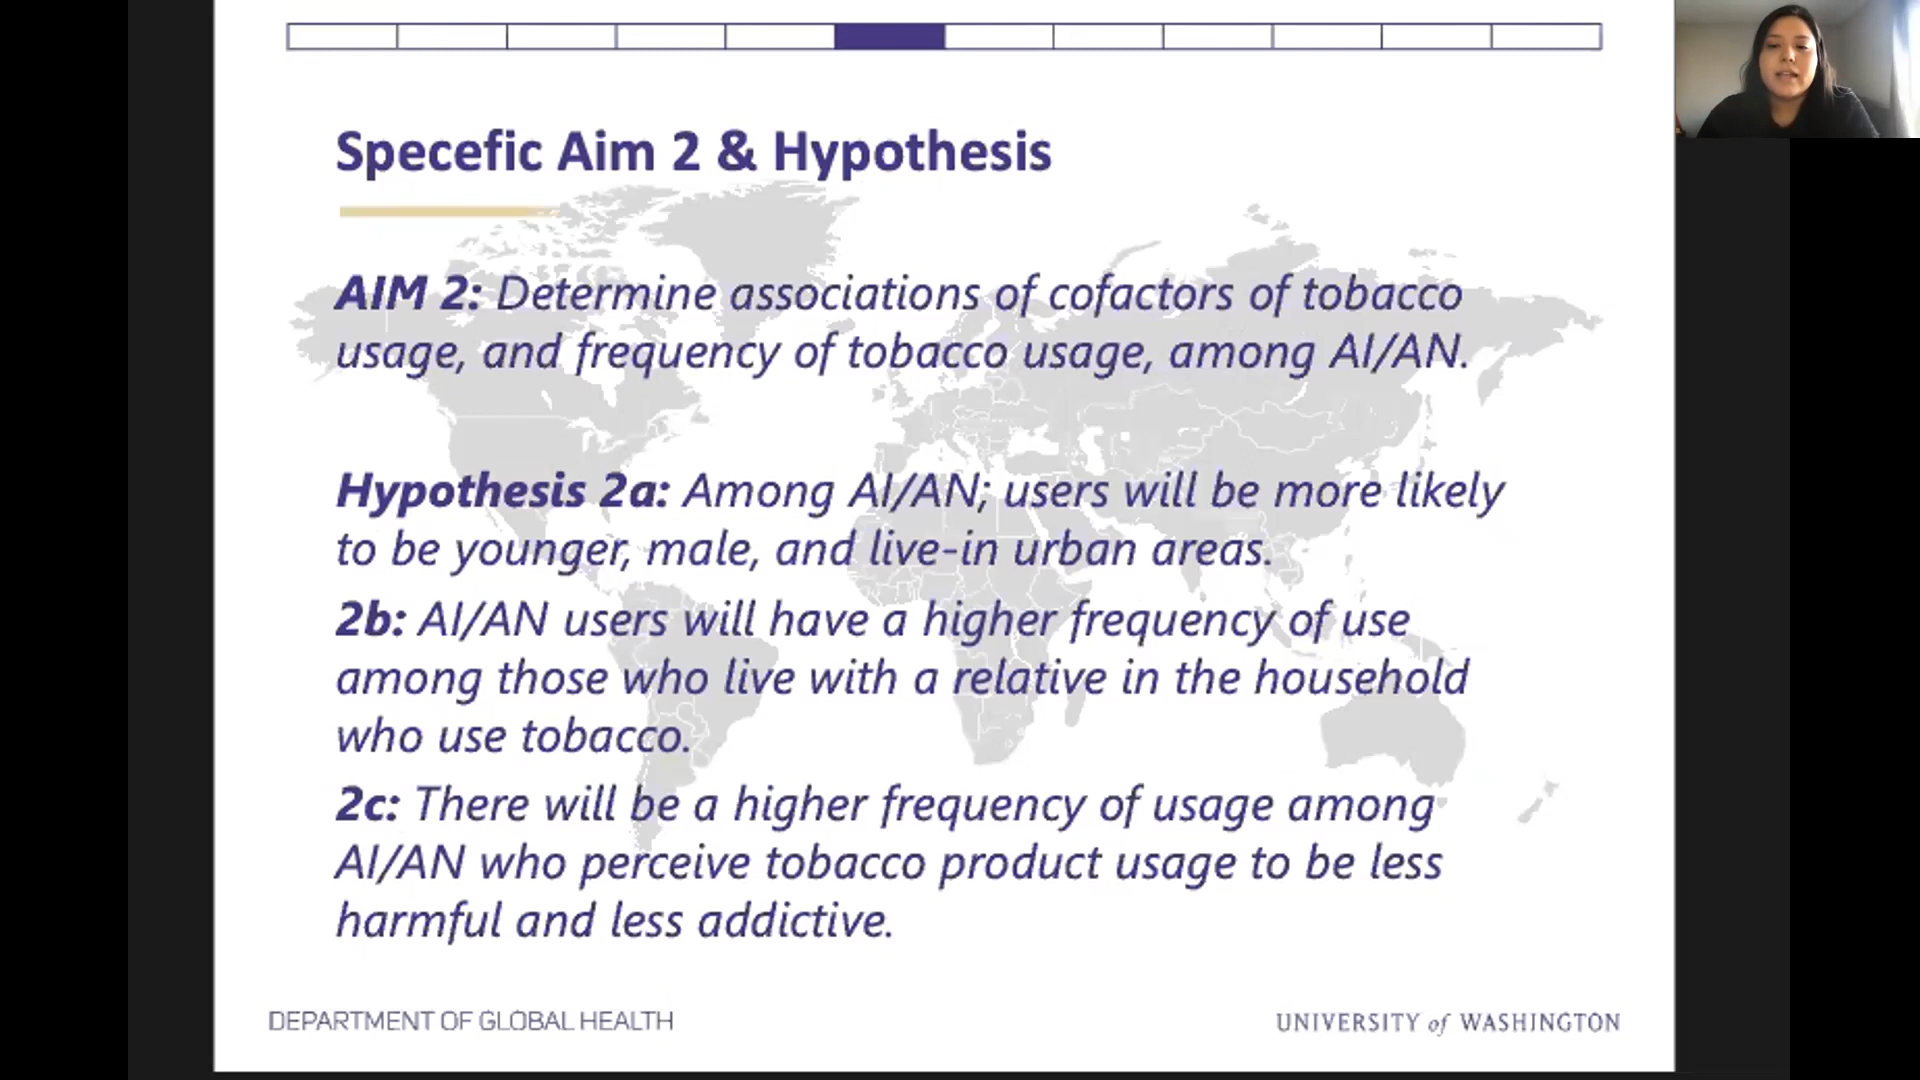 Specefic Aim 2 & Hypothesis
AIM 2: Determine associations of cofactors of tobacco
usage, and frequency of tobacco usage, among AI/AN.
Hypothesis 2a: Among AI/AN; users will be more likely
to be younger, male, and live-in urban areas.
2b: AI/AN users will have a higher frequency of use
among those who live with a relative in the household
who use tobacco.
2c: There will be a higher frequency of usage among
AI/AN who perceive tobacco product usage to be less
harmful and less addictive.
DEPARTMENT OF GLOBAL HEALTH
UNIVERSITY of WASHINGTON